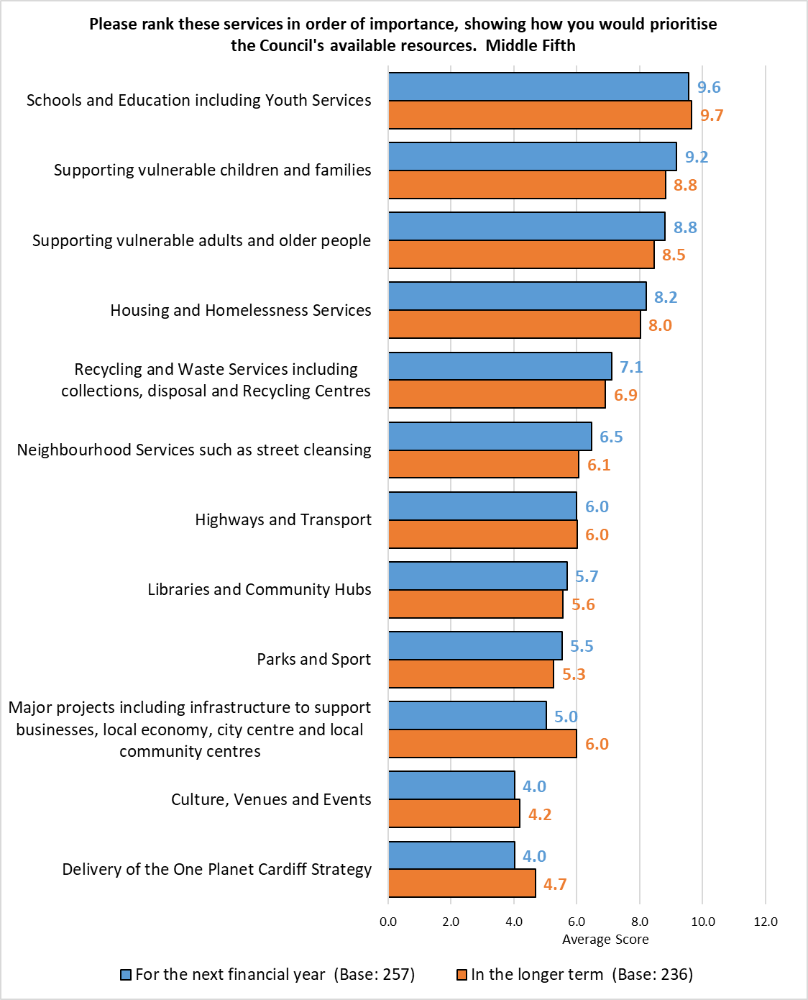 Please rank these services in order of importance, showing how you would prioritise
the Council's available resources.  Middle Fifth
Schools and Education including Youth Services
9.6
9.7
Supporting vulnerable children and families
9.2
8.8
Supporting vulnerable adults and older people
8.8
8.5
Housing and Homelessness Services
8.2
8.0
Recycling and Waste Services including
collections, disposal and Recycling Centres
7.1
6.9
Neighbourhood Services such as street cleansing
6.5
6.1
Highways and Transport
6.0
6.0
Libraries and Community Hubs
5.7
5.6
Parks and Sport
5.5
5.3
Major projects including infrastructure to support
businesses, local economy, city centre and local
community centres
5.0
6.0
Culture, Venues and Events
4.0
4.2
Delivery of the One Planet Cardiff Strategy
4.0
4.7
0.0 2.0 4.0 6.0 8.0 10.0 12.0
Average Score
For the next financial year  (Base: 257) In the longer term  (Base: 236)